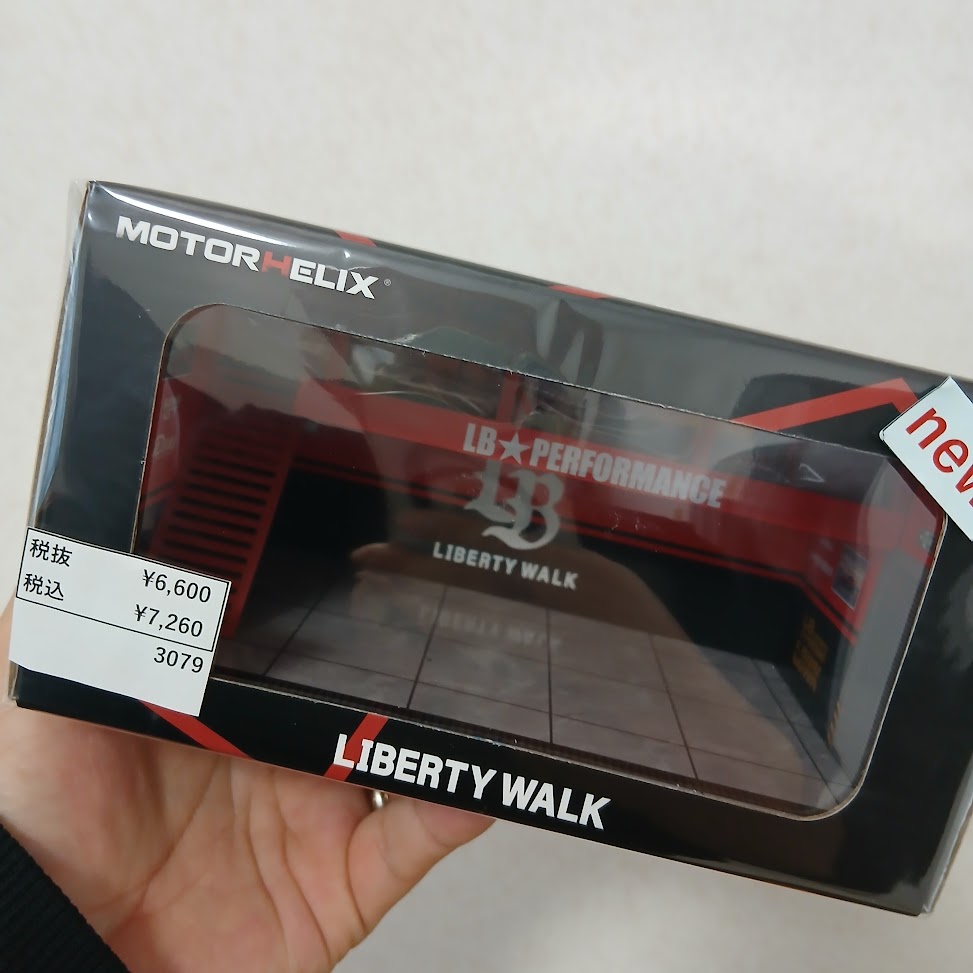 MOTORHELIX®
new
LB★PERFORMANCE
LB
LIBERTY WALK
税抜 ¥6,600
税込 ¥7,260
3079
LIBERTY WALK